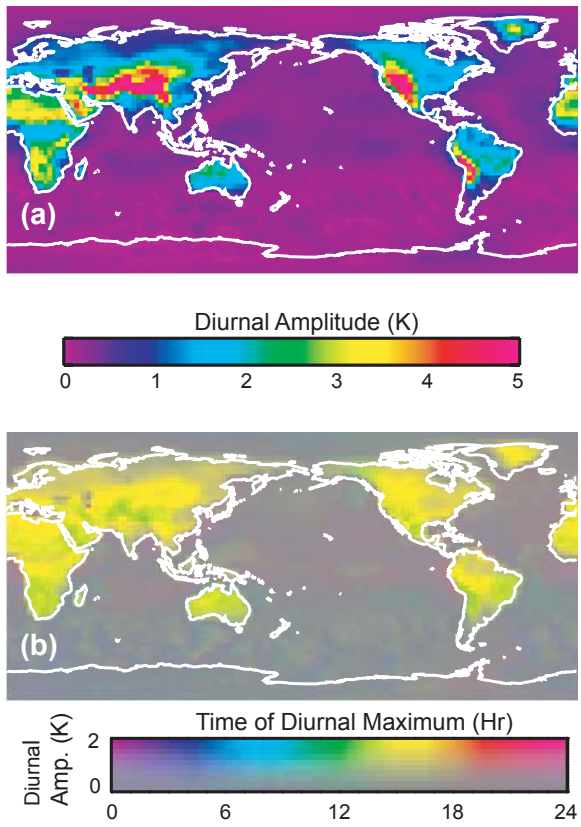 (a)
Diurnal Amplitude (K)
0 1 2 3 4 5
(b)
Time of Diurnal Maximum (Hr)
Diurnal
Amp. (K)
2
0
0 6 12 18 24